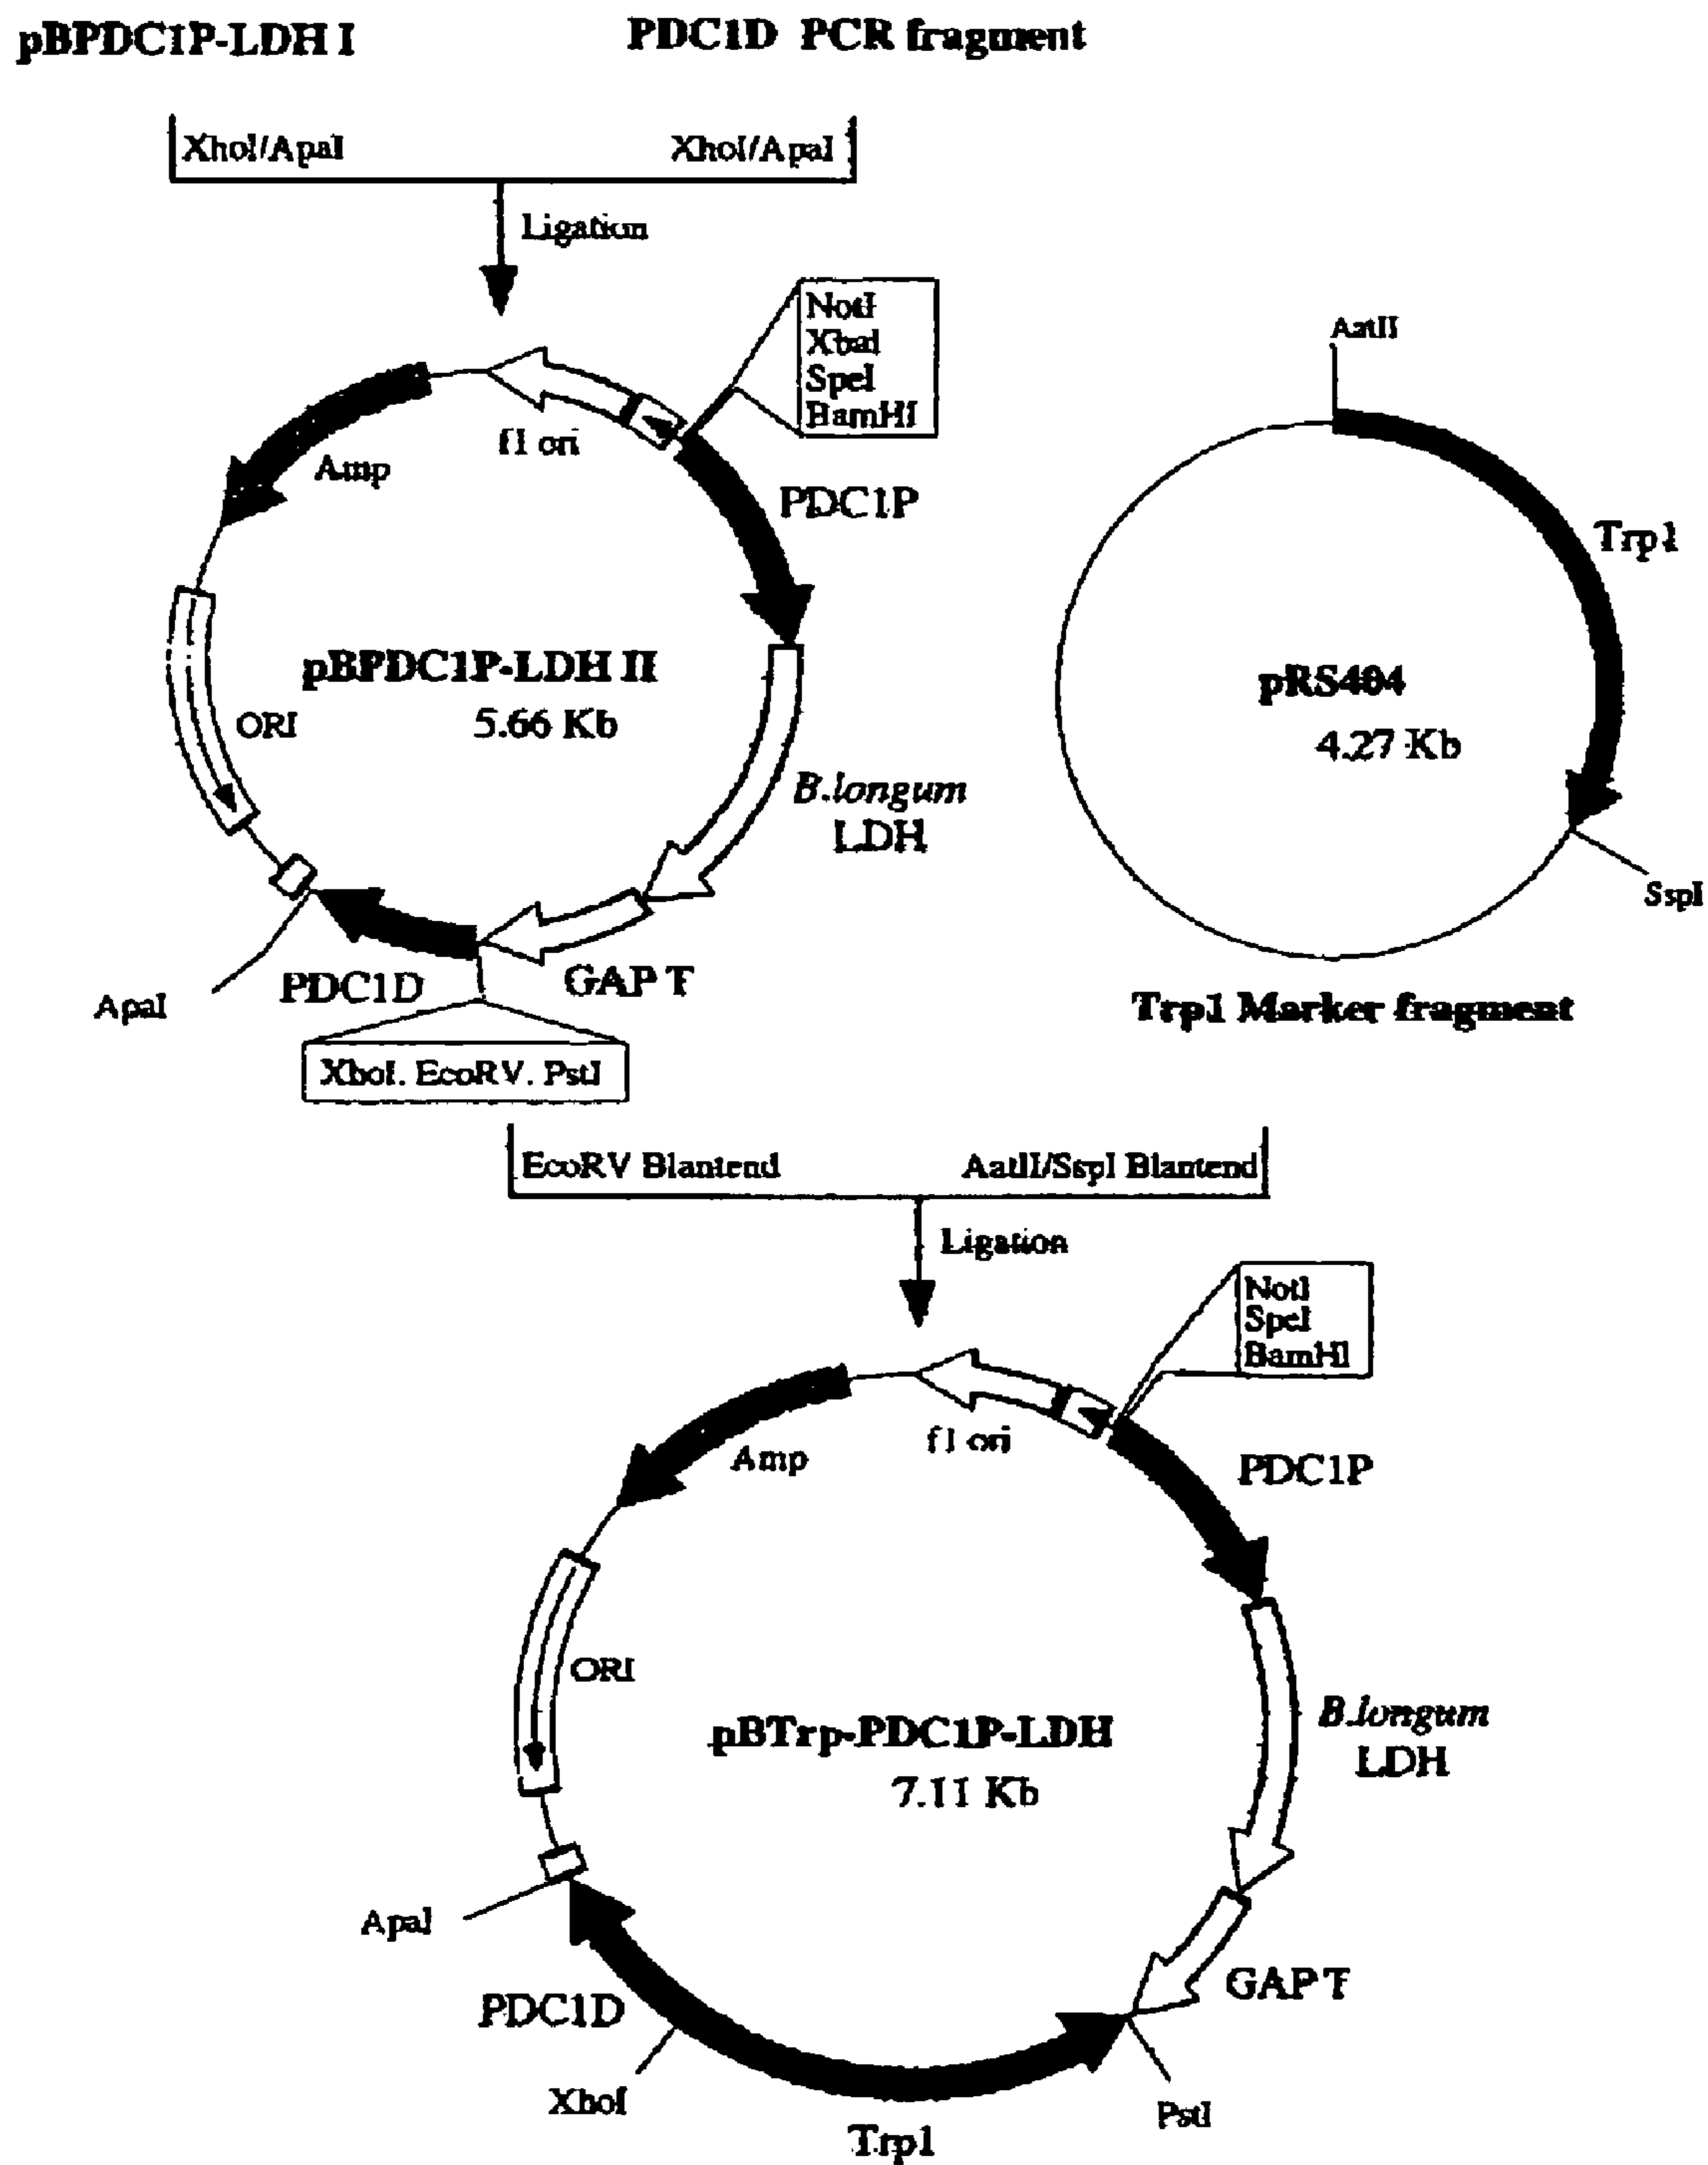 pBPDC1P-LDH I
PDC1D PCR fragment
XhoI/ApaI
XhoI/ApaI
Ligation
NotI
XbaI
SpeI
BamHI
f1 ori
Amp
PDC1P
pBPDC1P-LDH II
5.66 Kb
ORI
B.longum
LDH
GAP T
PDC1D
ApaI
XhoI. EcoRV. PstI
AatII
Trp1
pRS404
4.27 Kb
SspI
Trp1 Marker fragment
EcoRV Blantend
AatII/SspI Blantend
Ligation
NotI
SpeI
BamHI
f1 ori
Amp
PDC1P
ORI
pBTrp-PDC1P-LDH
7.11 Kb
B.longum
LDH
ApaI
GAP T
PDC1D
XhoI
PstI
Trp1